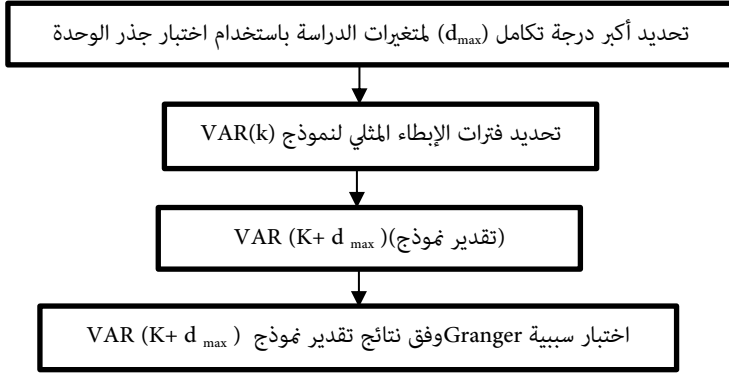 تحديد أكبر درجة تكامل (dmax) لمتغيرات الدراسة باستخدام اختبار جذر الوحدة
تحديد فترات الإبطاء المثلي لنموذج VAR(k)
(تقدير نموذج)( VAR (K+ d max
اختبار سببية Grangerوفق نتائج تقدير نموذج VAR (K+ d max )